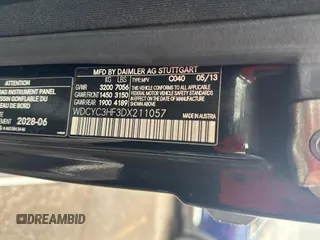 MFD BY DAIMLER AG STUTTGART
KG LBS
TYPE:MPV C040 05/13
GVWR 3200 7056
GAWR FRONT 1450 3150
GAWR REAR 1900 4189
THIS VEHICLE CONFORMS TO ALL APPLICABLE
FEDERAL MOTOR VEHICLE SAFETY STANDARDS
IN EFFECT ON THE DATE OF MANUFACTURE SHOWN ABOVE
WDCYC3HF3DX211057
MADE IN AUSTRIA
ATTENTION
INSTRUMENT PANEL
DU
2028-06
DREAMBID